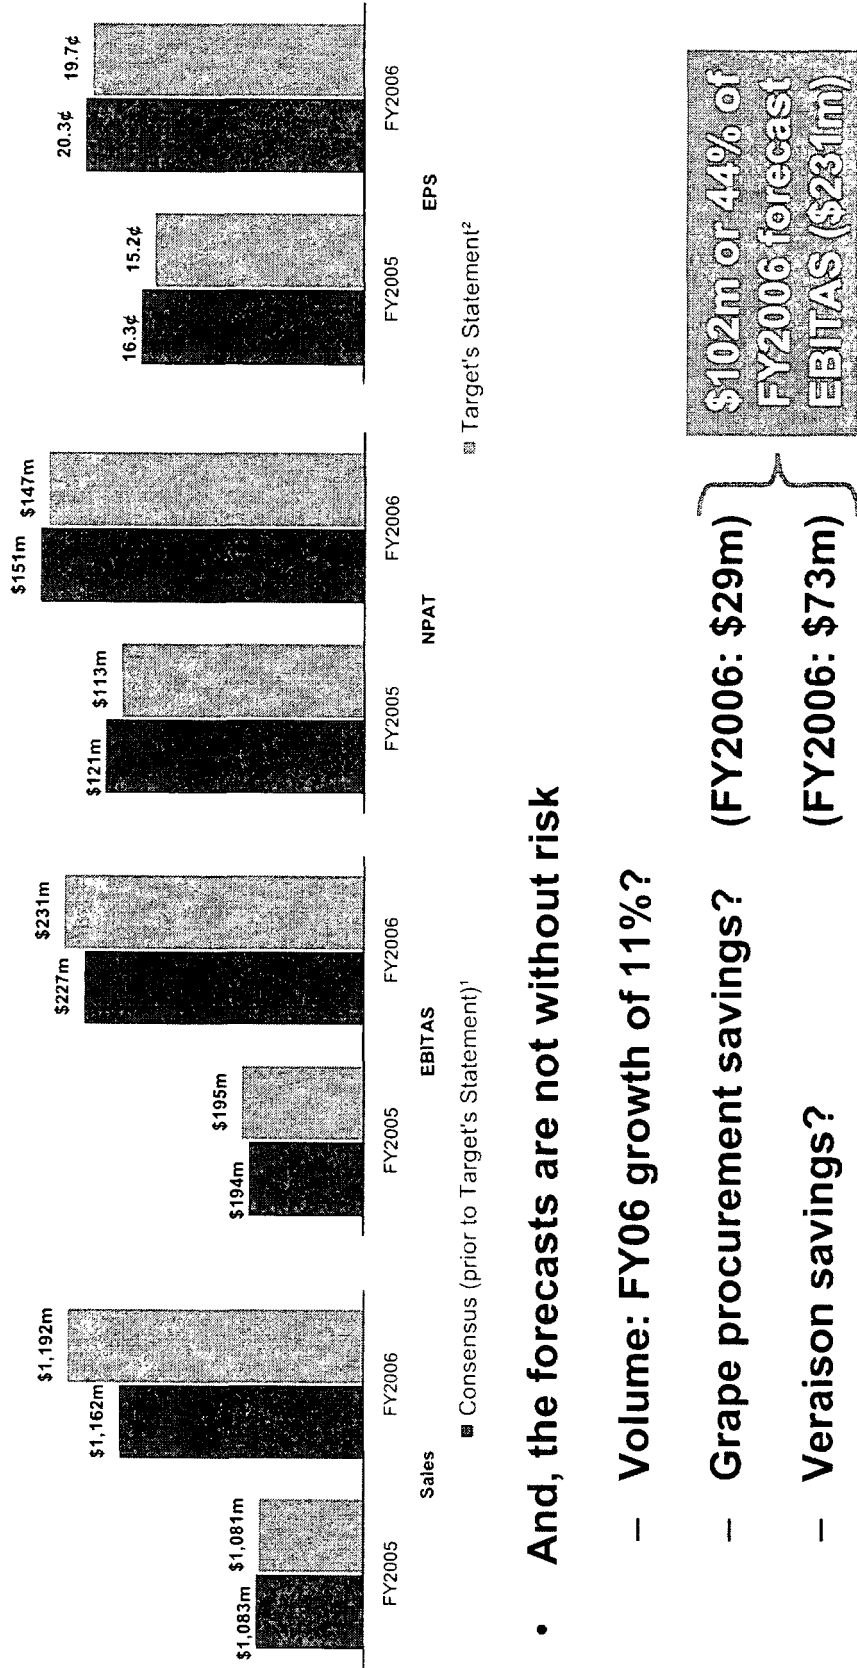 $1,083m
$1,081m
$1,162m
$1,192m
FY2005
FY2006
Sales
$194m
$195m
$227m
$231m
FY2005
FY2006
EBITAS
$121m
$113m
$151m
$147m
FY2005
FY2006
NPAT
16.3¢
15.2¢
20.3¢
19.7¢
FY2005
FY2006
EPS
Consensus (prior to Target's Statement)¹
Target's Statement²
• And, the forecasts are not without risk
– Volume: FY06 growth of 11%?
– Grape procurement savings? (FY2006: $29m)
– Veraison savings? (FY2006: $73m)
$102m or 44% of
FY2006 forecast
EBITAS ($231m)